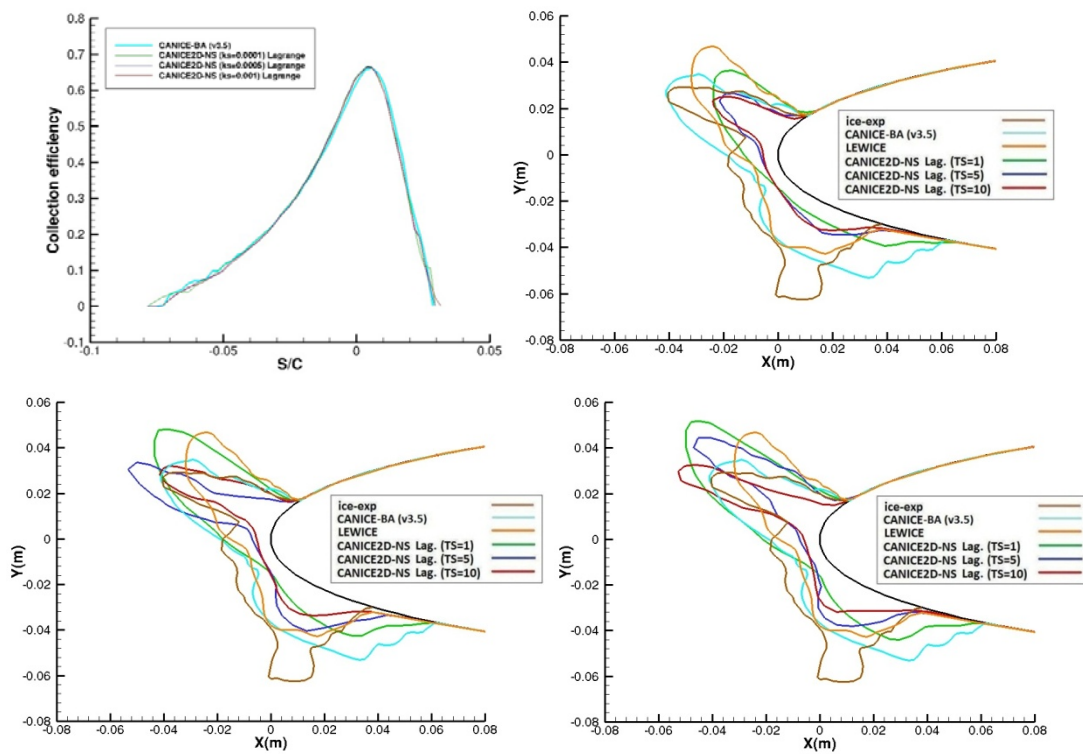 0.8
0.7
0.6
0.5
0.4
0.3
0.2
0.1
0
-0.1
Collection efficiency
CANICE-BA (v3.5)
CANICE2D-NS (ks=0.0001) Lagrange
CANICE2D-NS (ks=0.0005) Lagrange
CANICE2D-NS (ks=0.001) Lagrange
-0.1 -0.05 0 0.05
S/C
0.06
0.04
0.02
0
-0.02
-0.04
-0.06
-0.08
Y(m)
ice-exp
CANICE-BA (v3.5)
LEWICE
CANICE2D-NS Lag. (TS=1)
CANICE2D-NS Lag. (TS=5)
CANICE2D-NS Lag. (TS=10)
-0.08 -0.06 -0.04 -0.02 0 0.02 0.04 0.06 0.08
X(m)
0.06
0.04
0.02
0
-0.02
-0.04
-0.06
-0.08
Y(m)
ice-exp
CANICE-BA (v3.5)
LEWICE
CANICE2D-NS Lag. (TS=1)
CANICE2D-NS Lag. (TS=5)
CANICE2D-NS Lag. (TS=10)
-0.08 -0.06 -0.04 -0.02 0 0.02 0.04 0.06 0.08
X(m)
0.06
0.04
0.02
0
-0.02
-0.04
-0.06
-0.08
Y(m)
ice-exp
CANICE-BA (v3.5)
LEWICE
CANICE2D-NS Lag. (TS=1)
CANICE2D-NS Lag. (TS=5)
CANICE2D-NS Lag. (TS=10)
-0.08 -0.06 -0.04 -0.02 0 0.02 0.04 0.06 0.08
X(m)